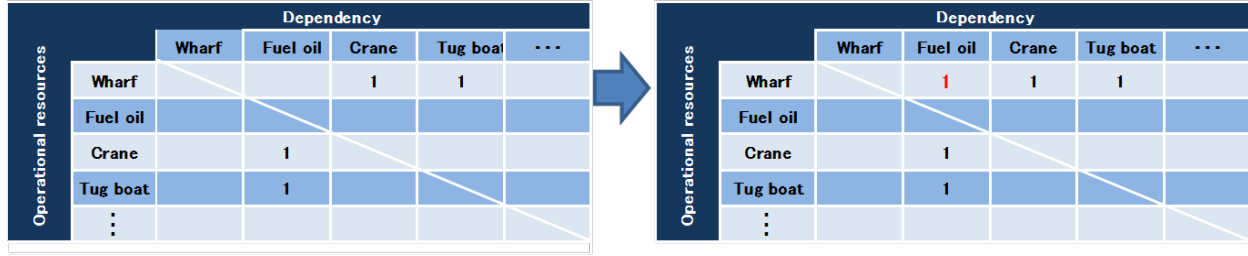 Dependency
Operational resources
Wharf Fuel oil Crane Tug boat ...
Wharf 1 1
Fuel oil
Crane 1
Tug boat 1
⋮
Dependency
Operational resources
Wharf Fuel oil Crane Tug boat ...
Wharf 1 1 1
Fuel oil
Crane 1
Tug boat 1
⋮